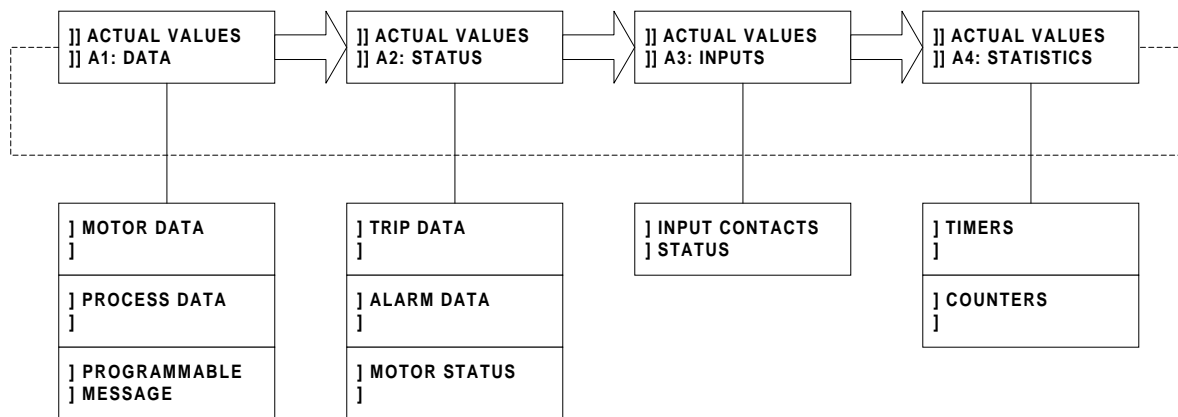 ]] ACTUAL VALUES
]] A1: DATA
]] ACTUAL VALUES
]] A2: STATUS
]] ACTUAL VALUES
]] A3: INPUTS
]] ACTUAL VALUES
]] A4: STATISTICS
] MOTOR DATA
]
] PROCESS DATA
]
] PROGRAMMABLE
] MESSAGE
] TRIP DATA
]
] ALARM DATA
]
] MOTOR STATUS
]
] INPUT CONTACTS
] STATUS
] TIMERS
]
] COUNTERS
]